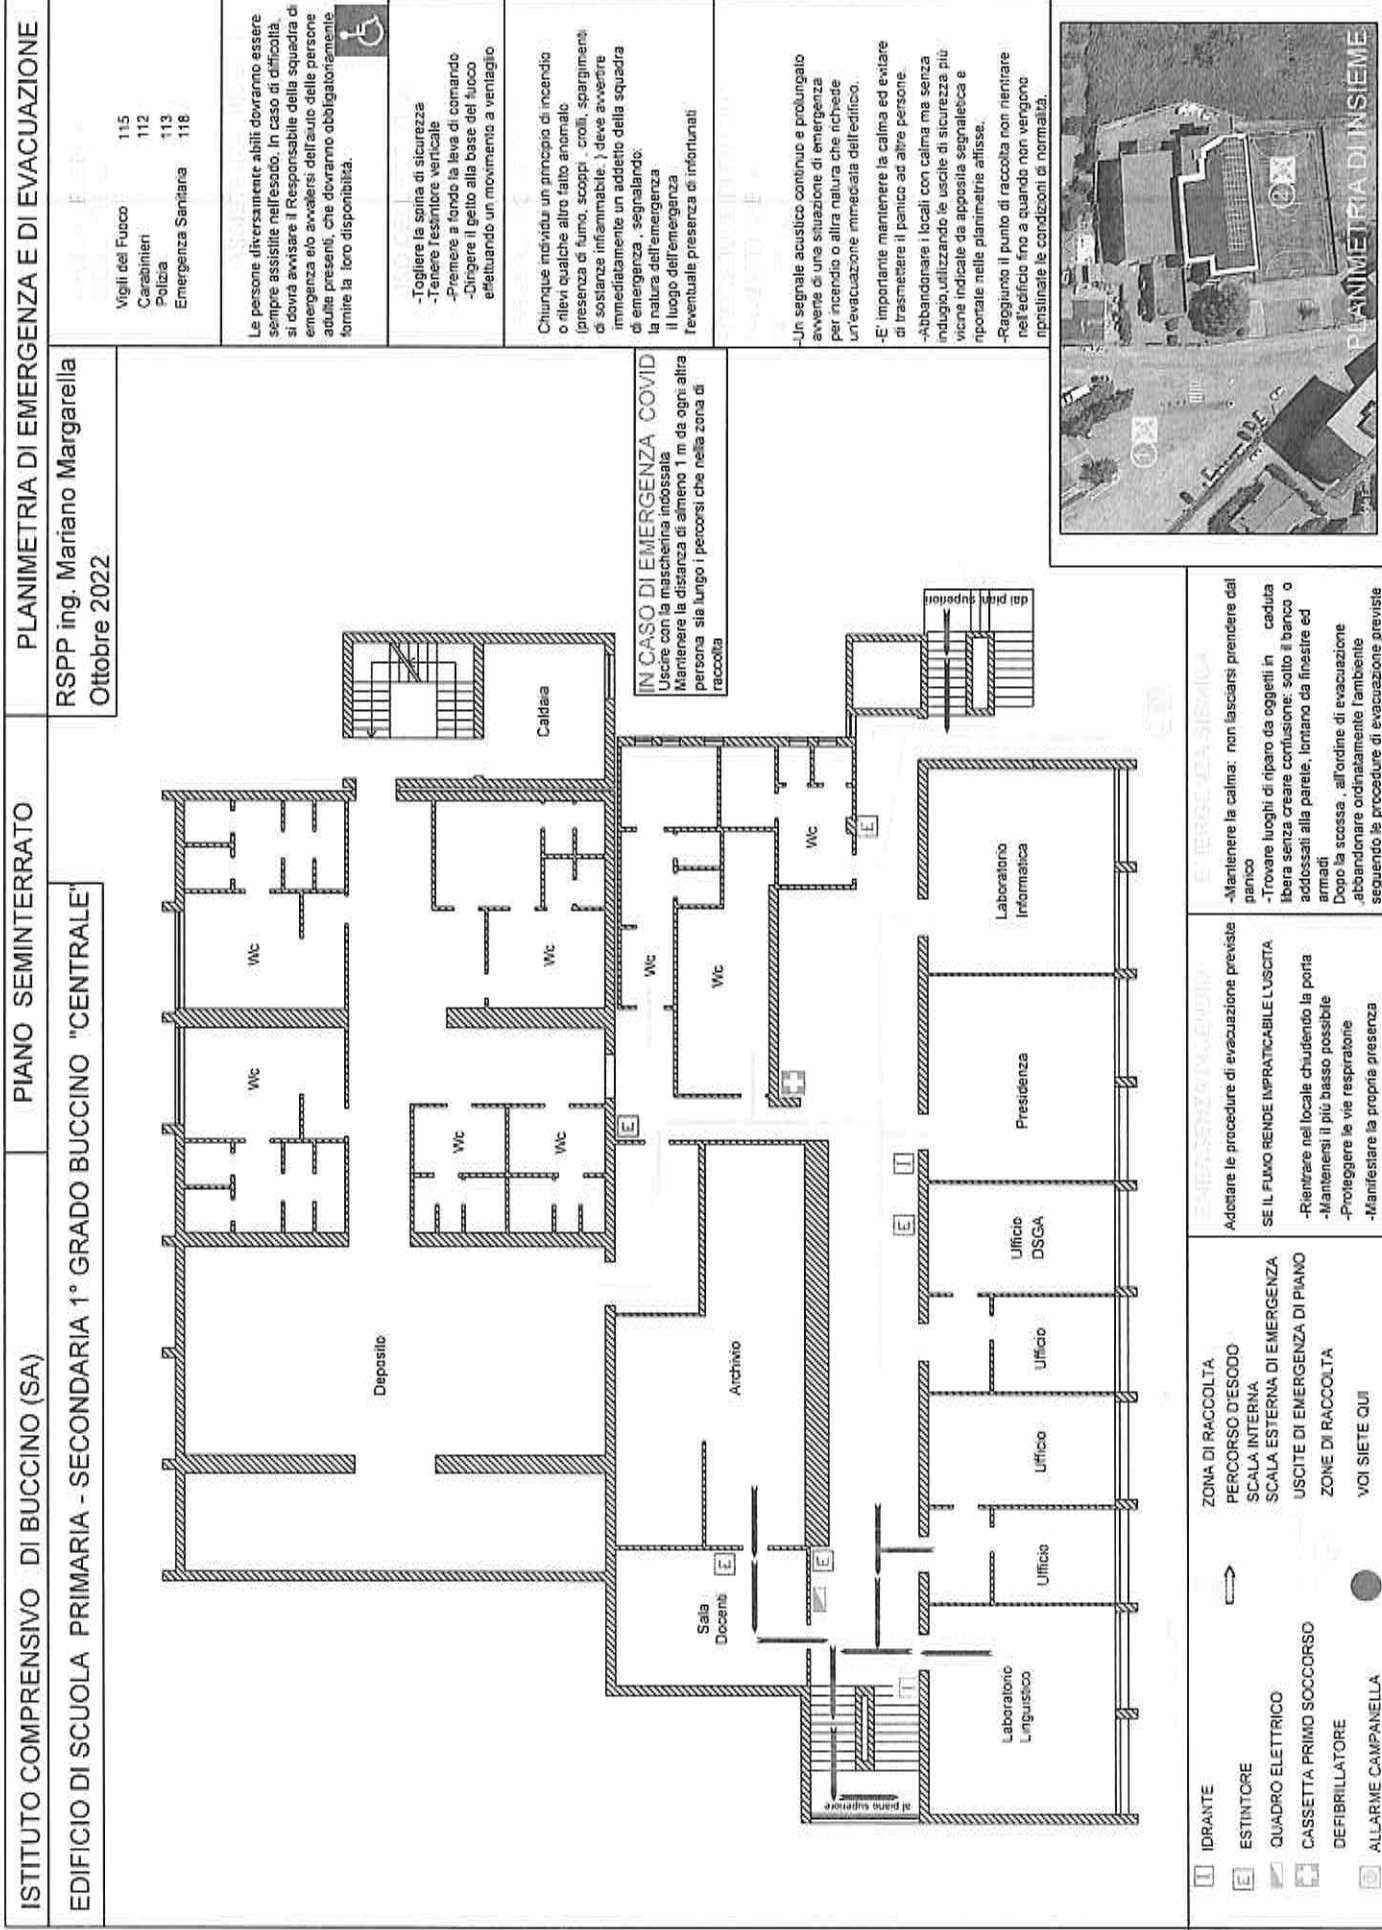 ISTITUTO COMPRENSIVO DI BUCCINO (SA)
PIANO SEMINTERRATO
PLANIMETRIA DI EMERGENZA E DI EVACUAZIONE
EDIFICIO DI SCUOLA PRIMARIA - SECONDARIA 1° GRADO BUCCINO "CENTRALE"
RSPP ing. Mariano Margarella
Ottobre 2022
Vigili del Fuoco 115
Carabinieri 112
Polizia 113
Emergenza Sanitaria 118
Le persone diversamente abili dovranno essere
sempre assistite nell'esodo. In caso di difficoltà,
si dovrà avvisare il Responsabile della squadra di
emergenza e/o avvalersi dell'aiuto delle persone
adulte presenti, che dovranno obbligatoriamente
fornire la loro disponibilità.
-Togliere la spina di sicurezza
-Tenere l'estintore verticale
-Premere a fondo la leva di comando
-Dirigere il getto alla base del fuoco
effettuando un movimento a ventaglio
Chiunque individui un principio di incendio
o rilevi qualche altro fatto anomalo
(presenza di fumo, scoppi, crolli, spargimenti
di sostanze infiammabile. ) deve avvertire
immediatamente un addetto della squadra
di emergenza , segnalando:
la natura dell'emergenza
il luogo dell'emergenza
l'eventuale presenza di infortunati
-Un segnale acustico continuo e prolungato
avverte di una situazione di emergenza
per incendio o altra natura che richiede
un'evacuazione immediata dell'edificio.
-E' importante mantenere la calma ed evitare
di trasmettere il panico ad altre persone.
-Abbandonare i locali con calma ma senza
indugio,utilizzando le uscite di sicurezza più
vicine indicate da apposita segnaletica e
riportate nelle planimetrie affisse.
-Raggiunto il punto di raccolta non rientrare
nell'edificio fino a quando non vengono
ripristinate le condizioni di normalità.
IN CASO DI EMERGENZA COVID
Uscire con la mascherina indossata
Mantenere la distanza di almeno 1 m da ogni altra
persona sia lungo i percorsi che nella zona di
raccolta
Wc
Wc
Caldaia
Deposito
Wc
Wc
Wc
Wc
Wc
Wc
E
E
Archivio
Sala
Docenti
E
E
I
E
I
al piano superiore
dai piani superiori
Laboratorio
Linguistico
Ufficio
Ufficio
Ufficio
Ufficio
DSGA
Presidenza
Laboratorio
Informatica
I IDRANTE
E ESTINTORE
QUADRO ELETTRICO
CASSETTA PRIMO SOCCORSO
DEFIBRILLATORE
ALLARME CAMPANELLA
ZONA DI RACCOLTA
PERCORSO D'ESODO
SCALA INTERNA
SCALA ESTERNA DI EMERGENZA
USCITE DI EMERGENZA DI PIANO
ZONE DI RACCOLTA
VOI SIETE QUI
EMERGENZA INCENDIO
Adottare le procedure di evacuazione previste
SE IL FUMO RENDE IMPRATICABILE L'USCITA
-Rientrare nel locale chiudendo la porta
-Mantenersi il più basso possibile
-Proteggere le vie respiratorie
-Manifestare la propria presenza
EMERGENZA SISMICA
-Mantenere la calma: non lasciarsi prendere dal
panico
-Trovare luoghi di riparo da oggetti in caduta
libera senza creare confusione: sotto il banco o
addossati alla parete, lontano da finestre ed
armadi
Dopo la scossa , all'ordine di evacuazione
,abbandonare ordinatamente l'ambiente
seguendo le procedure di evacuazione previste
1
2
PLANIMETRIA DI INSIEME